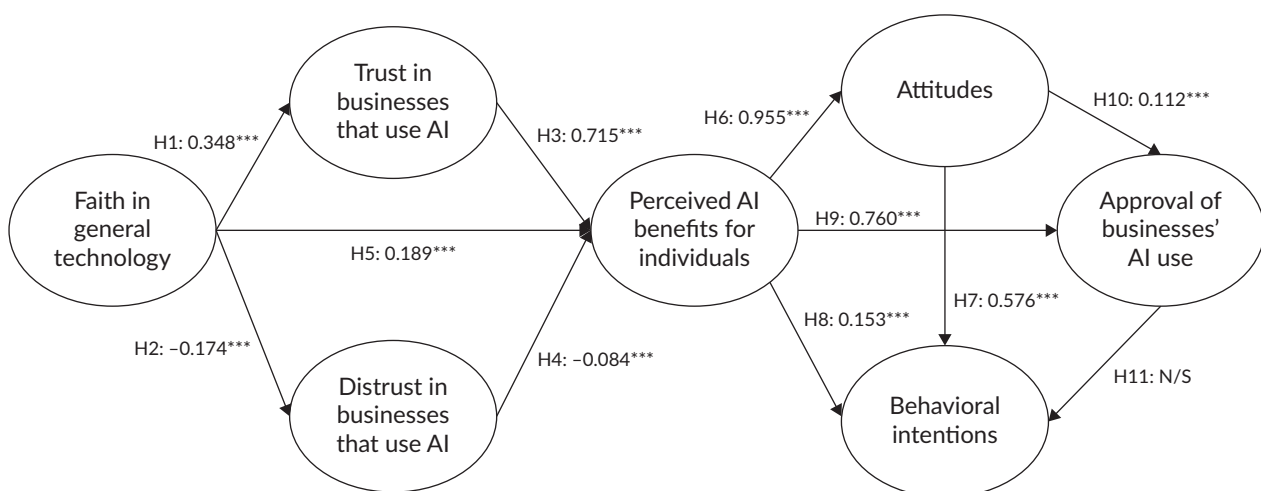 Trust in
businesses
that use AI
Attitudes
H10: 0.112***
H6: 0.955***
H1: 0.348***
H3: 0.715***
Faith in
general
technology
Perceived AI
benefits for
individuals
Approval of
businesses’
AI use
H9: 0.760***
H5: 0.189***
H7: 0.576***
H8: 0.153***
H2: –0.174***
H4: –0.084***
H11: N/S
Distrust in
businesses
that use AI
Behavioral
intentions